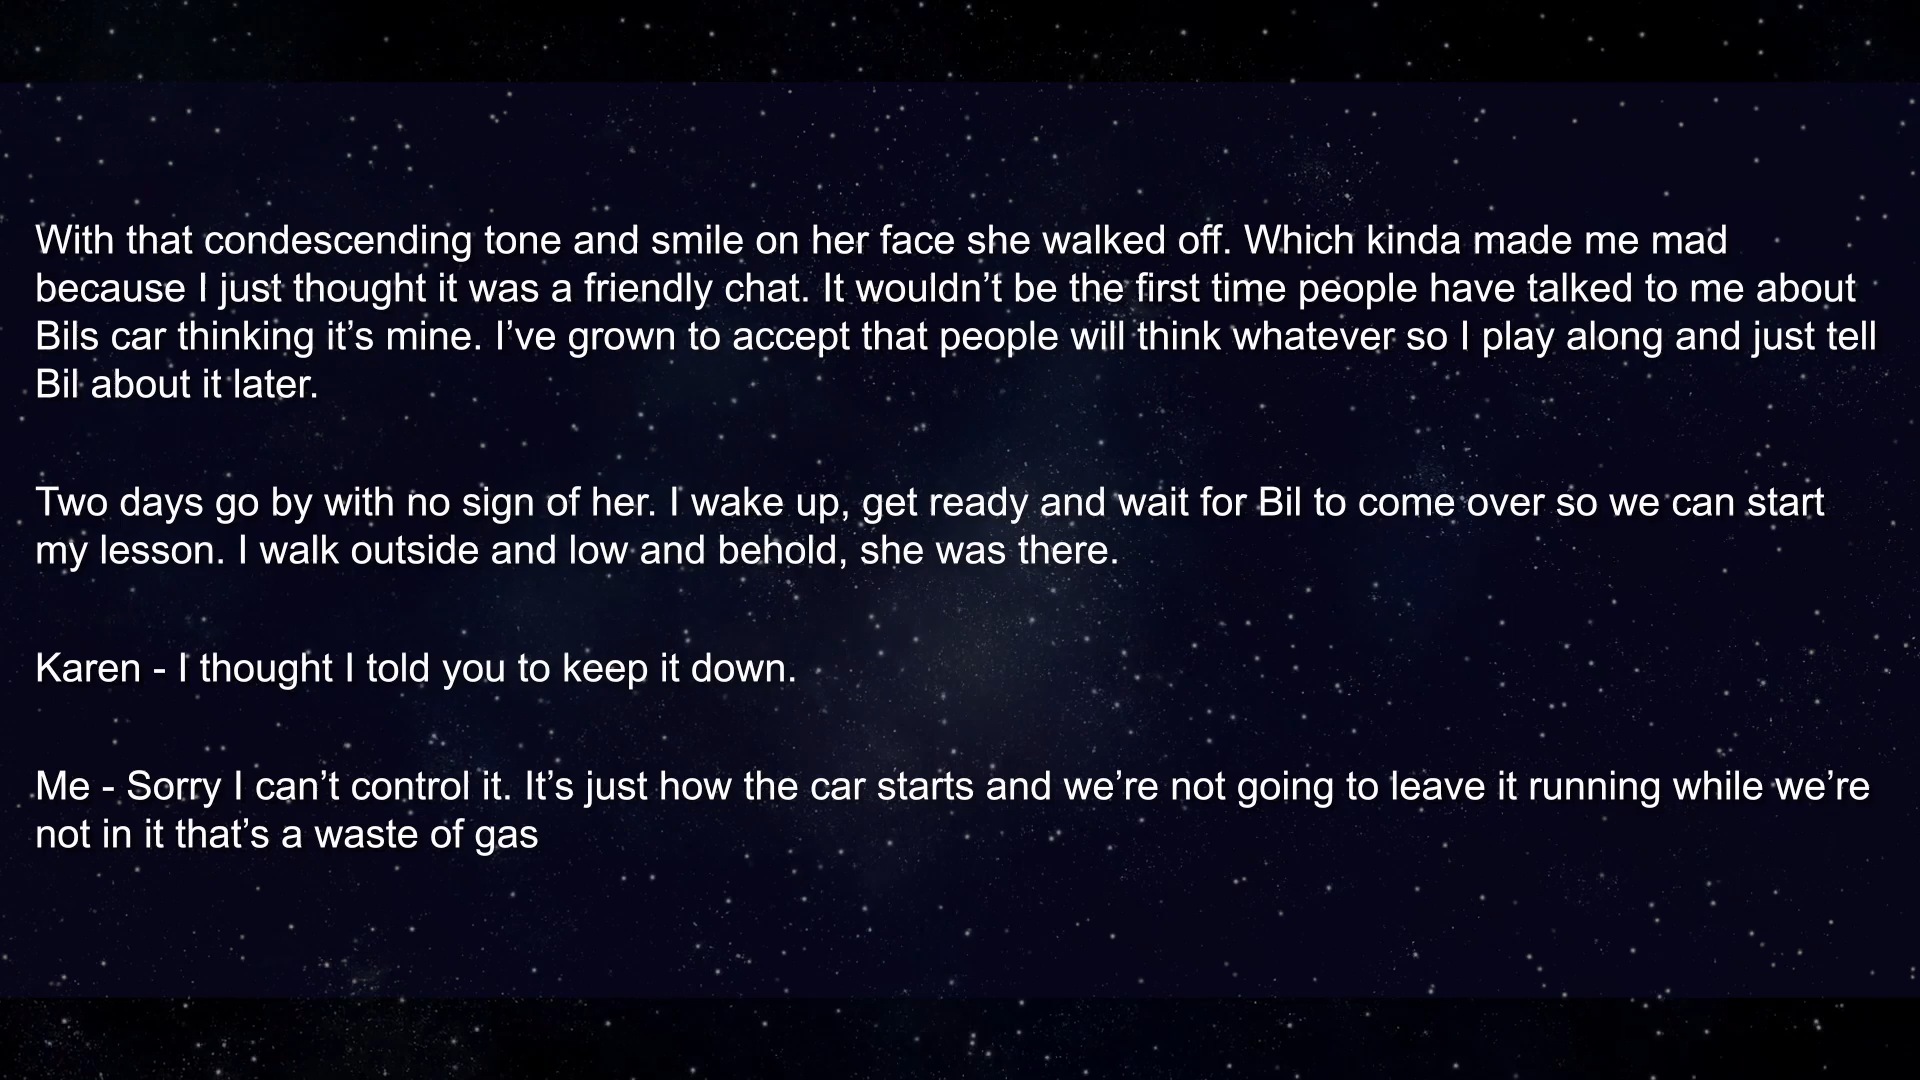 With that condescending tone and smile on her face she walked off. Which kinda made me mad
because I just thought it was a friendly chat. It wouldn’t be the first time people have talked to me about
Bils car thinking it’s mine. I’ve grown to accept that people will think whatever so I play along and just tell
Bil about it later.
Two days go by with no sign of her. I wake up, get ready and wait for Bil to come over so we can start
my lesson. I walk outside and low and behold, she was there.
Karen - I thought I told you to keep it down.
Me - Sorry I can’t control it. It’s just how the car starts and we’re not going to leave it running while we’re
not in it that’s a waste of gas